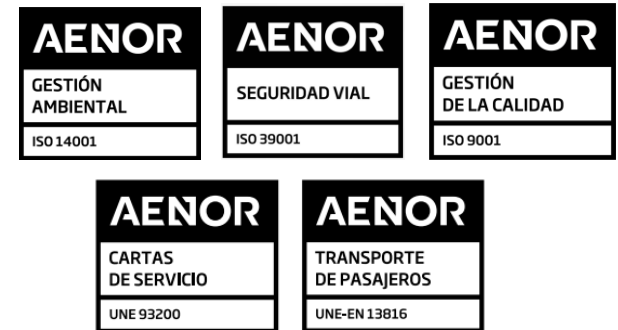 AENOR
GESTIÓN
AMBIENTAL
ISO 14001
AENOR
SEGURIDAD VIAL
ISO 39001
AENOR
GESTIÓN
DE LA CALIDAD
ISO 9001
AENOR
CARTAS
DE SERVICIO
UNE 93200
AENOR
TRANSPORTE
DE PASAJEROS
UNE-EN 13816